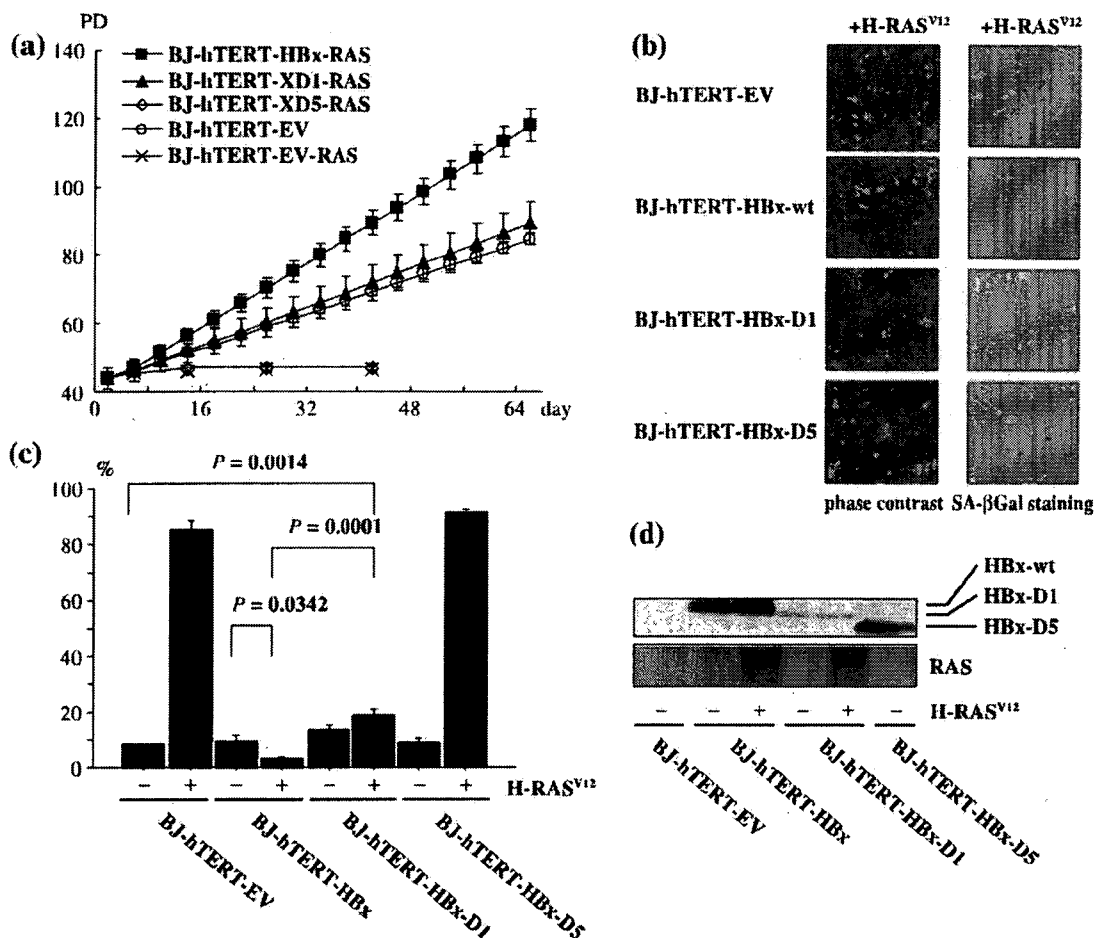 (a)
PD
140
120
100
80
60
40
0
16
32
48
64
day
BJ-hTERT-HBx-RAS
BJ-hTERT-XD1-RAS
BJ-hTERT-XD5-RAS
BJ-hTERT-EV
BJ-hTERT-EV-RAS
(b)
+H-RASV12
+H-RASV12
BJ-hTERT-EV
BJ-hTERT-HBx-wt
BJ-hTERT-HBx-D1
BJ-hTERT-HBx-D5
phase contrast
SA-βGal staining
(c)
%
100
80
60
40
20
0
P = 0.0014
P = 0.0001
P = 0.0342
− + − + − + − + H-RASV12
BJ-hTERT-EV
BJ-hTERT-HBx
BJ-hTERT-HBx-D1
BJ-hTERT-HBx-D5
(d)
HBx-wt
HBx-D1
HBx-D5
RAS
− − + − + − H-RASV12
BJ-hTERT-EV
BJ-hTERT-HBx
BJ-hTERT-HBx-D1
BJ-hTERT-HBx-D5